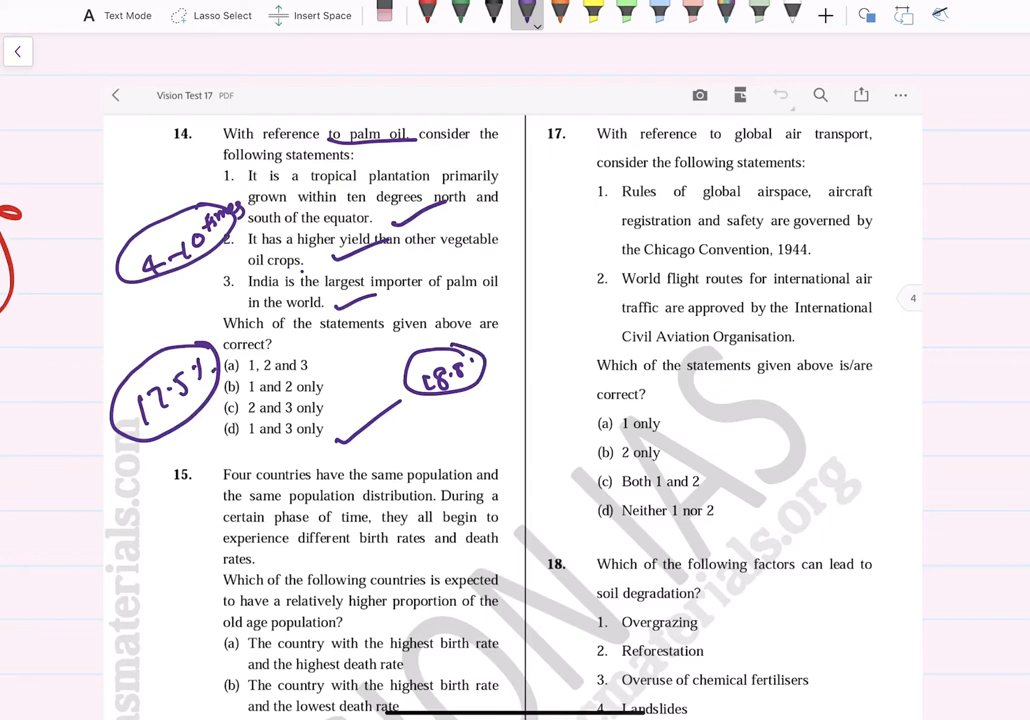 A Text Mode
Lasso Select
Insert Space
Vision Test 17 PDF
14. With reference to palm oil, consider the
following statements:
1. It is a tropical plantation primarily
grown within ten degrees north and
south of the equator.
2. It has a higher yield than other vegetable
oil crops.
3. India is the largest importer of palm oil
in the world.
Which of the statements given above are
correct?
(a) 1, 2 and 3
(b) 1 and 2 only
(c) 2 and 3 only
(d) 1 and 3 only
4-10 times
17.5%
18.8%
15. Four countries have the same population and
the same population distribution. During a
certain phase of time, they all begin to
experience different birth rates and death
rates.
Which of the following countries is expected
to have a relatively higher proportion of the
old age population?
(a) The country with the highest birth rate
and the highest death rate
(b) The country with the highest birth rate
and the lowest death rate
17. With reference to global air transport,
consider the following statements:
1. Rules of global airspace, aircraft
registration and safety are governed by
the Chicago Convention, 1944.
2. World flight routes for international air
traffic are approved by the International
Civil Aviation Organisation.
Which of the statements given above is/are
correct?
(a) 1 only
(b) 2 only
(c) Both 1 and 2
(d) Neither 1 nor 2
18. Which of the following factors can lead to
soil degradation?
1. Overgrazing
2. Reforestation
3. Overuse of chemical fertilisers
4. Landslides
4
ION IAS
asmaterials.com
materials.org